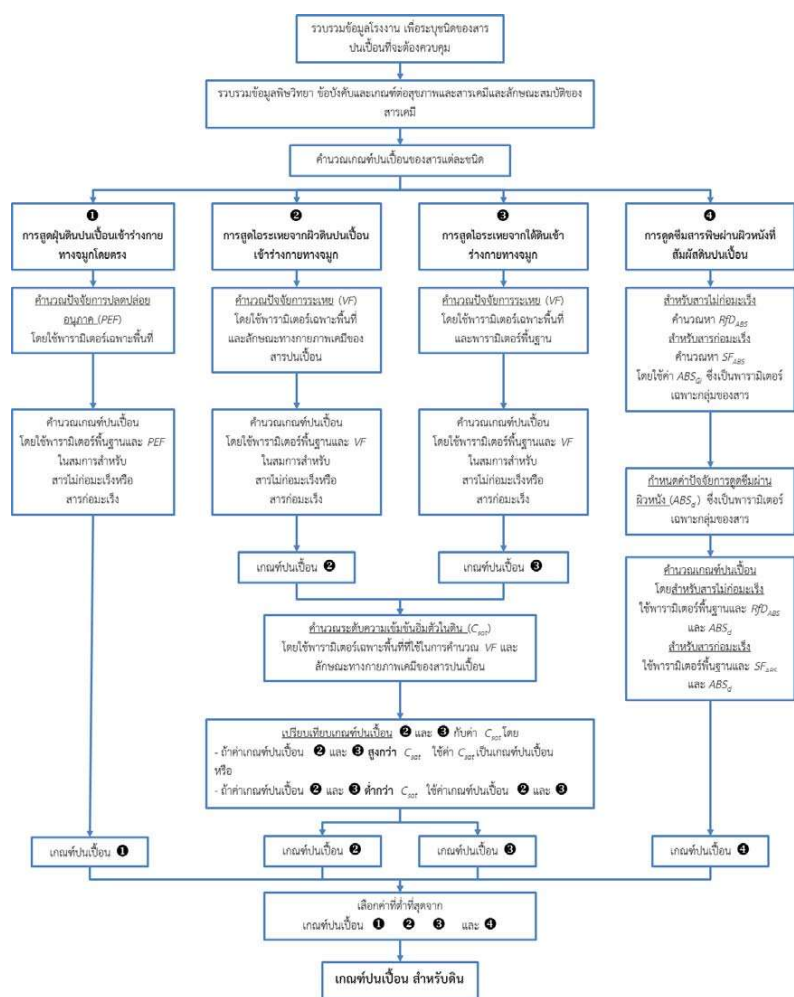 รวบรวมข้อมูลโรงงาน เพื่อระบุชนิดของสาร
ปนเปื้อนที่จะต้องควบคุม
รวบรวมข้อมูลพิษวิทยา ข้อบังคับและเกณฑ์ต่อสุขภาพและสารเคมีและลักษณะสมบัติของ
สารเคมี
คำนวณเกณฑ์ปนเปื้อนของสารแต่ละชนิด
❶
การสูดฝุ่นดินปนเปื้อนเข้าร่างกาย
ทางจมูกโดยตรง
❷
การสูดไอระเหยจากผิวดินปนเปื้อน
เข้าร่างกายทางจมูก
❸
การสูดไอระเหยจากใต้ดินเข้า
ร่างกายทางจมูก
❹
การดูดซึมสารพิษผ่านผิวหนังที่
สัมผัสดินปนเปื้อน
คำนวณปัจจัยการปลดปล่อย
อนุภาค (PEF)
โดยใช้พารามิเตอร์เฉพาะพื้นที่
คำนวณปัจจัยการระเหย (VF)
โดยใช้พารามิเตอร์เฉพาะพื้นที่
และลักษณะทางกายภาพเคมีของ
สารปนเปื้อน
คำนวณปัจจัยการระเหย (VF)
โดยใช้พารามิเตอร์เฉพาะพื้นที่
และพารามิเตอร์พื้นฐาน
สำหรับสารไม่ก่อมะเร็ง
คำนวณหา RfD_ABS
สำหรับสารก่อมะเร็ง
คำนวณหา SF_ABS
โดยใช้ค่า ABS_GI ซึ่งเป็นพารามิเตอร์
เฉพาะกลุ่มของสาร
คำนวณเกณฑ์ปนเปื้อน
โดยใช้พารามิเตอร์พื้นฐานและ PEF
ในสมการสำหรับ
สารไม่ก่อมะเร็งหรือ
สารก่อมะเร็ง
คำนวณเกณฑ์ปนเปื้อน
โดยใช้พารามิเตอร์พื้นฐานและ VF
ในสมการสำหรับ
สารไม่ก่อมะเร็งหรือ
สารก่อมะเร็ง
คำนวณเกณฑ์ปนเปื้อน
โดยใช้พารามิเตอร์พื้นฐานและ VF
ในสมการสำหรับ
สารไม่ก่อมะเร็งหรือ
สารก่อมะเร็ง
กำหนดค่าปัจจัยการดูดซึมผ่าน
ผิวหนัง (ABS_d) ซึ่งเป็นพารามิเตอร์
เฉพาะกลุ่มของสาร
เกณฑ์ปนเปื้อน ❷
เกณฑ์ปนเปื้อน ❸
คำนวณเกณฑ์ปนเปื้อน
โดยสำหรับสารไม่ก่อมะเร็ง
ใช้พารามิเตอร์พื้นฐานและ RfD_ABS
และ ABS_d
สำหรับสารก่อมะเร็ง
ใช้พารามิเตอร์พื้นฐานและ SF_ABS
และ ABS_d
คำนวณระดับความเข้มข้นอิ่มตัวในดิน (C_sat)
โดยใช้พารามิเตอร์เฉพาะพื้นที่ที่ใช้ในการคำนวณ VF และ
ลักษณะทางกายภาพเคมีของสารปนเปื้อน
เปรียบเทียบเกณฑ์ปนเปื้อน ❷ และ ❸ กับค่า C_sat โดย
- ถ้าค่าเกณฑ์ปนเปื้อน ❷ และ ❸ สูงกว่า C_sat ใช้ค่า C_sat เป็นเกณฑ์ปนเปื้อน
หรือ
- ถ้าค่าเกณฑ์ปนเปื้อน ❷ และ ❸ ต่ำกว่า C_sat ใช้ค่าเกณฑ์ปนเปื้อน ❷ และ ❸
เกณฑ์ปนเปื้อน ❶
เกณฑ์ปนเปื้อน ❷
เกณฑ์ปนเปื้อน ❸
เกณฑ์ปนเปื้อน ❹
เลือกค่าที่ต่ำที่สุดจาก
เกณฑ์ปนเปื้อน ❶ ❷ ❸ และ ❹
เกณฑ์ปนเปื้อน สำหรับดิน